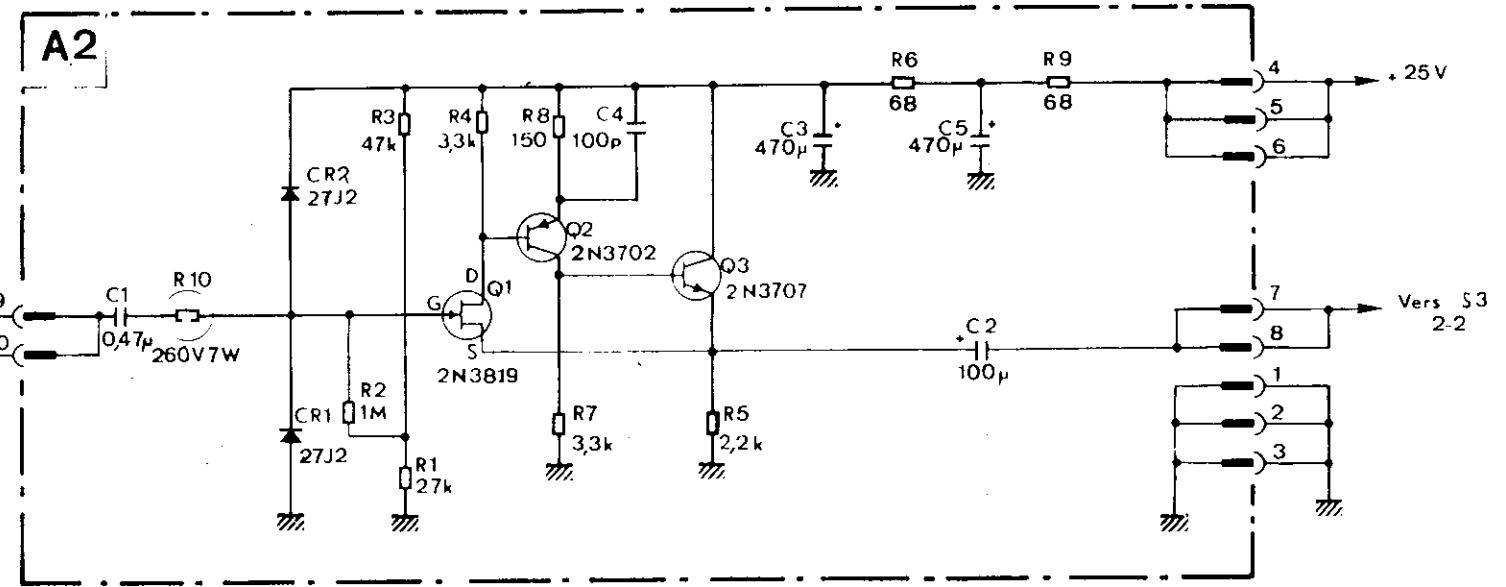 A2
R6
68
R9
68
4
+ 25V
5
6
R3
47k
R4
3,3k
R8
150
C4
100p
C3
+
470µ
C5
+
470µ
CR2
27J2
Q2
2N3702
Q3
2N3707
9
C1
0,47µ
R10
260V7W
D
G
Q1
S
2N3819
C2
+
100µ
7
Vers S3
2-2
8
0
R2
1M
CR1
27J2
R1
27k
R7
3,3k
R5
2,2k
1
2
3